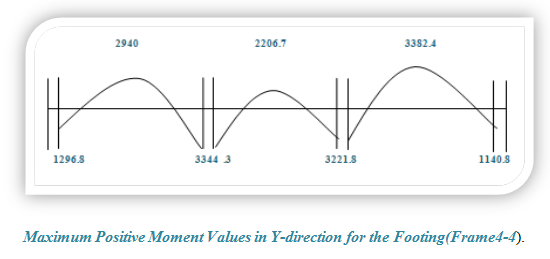 2940 2206.7 3382.4
1296.8 3344 .3 3221.8 1140.8
Maximum Positive Moment Values in Y-direction for the Footing(Frame4-4).